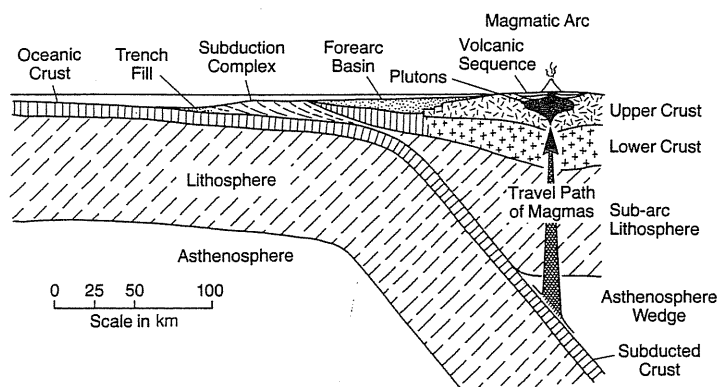 Magmatic Arc
Oceanic
Crust
Trench
Fill
Subduction
Complex
Forearc
Basin
Volcanic
Sequence
Plutons
Upper Crust
Lower Crust
Lithosphere
Travel Path
of Magmas
Sub-arc
Lithosphere
Asthenosphere
0 25 50 100
Scale in km
Asthenosphere
Wedge
Subducted
Crust